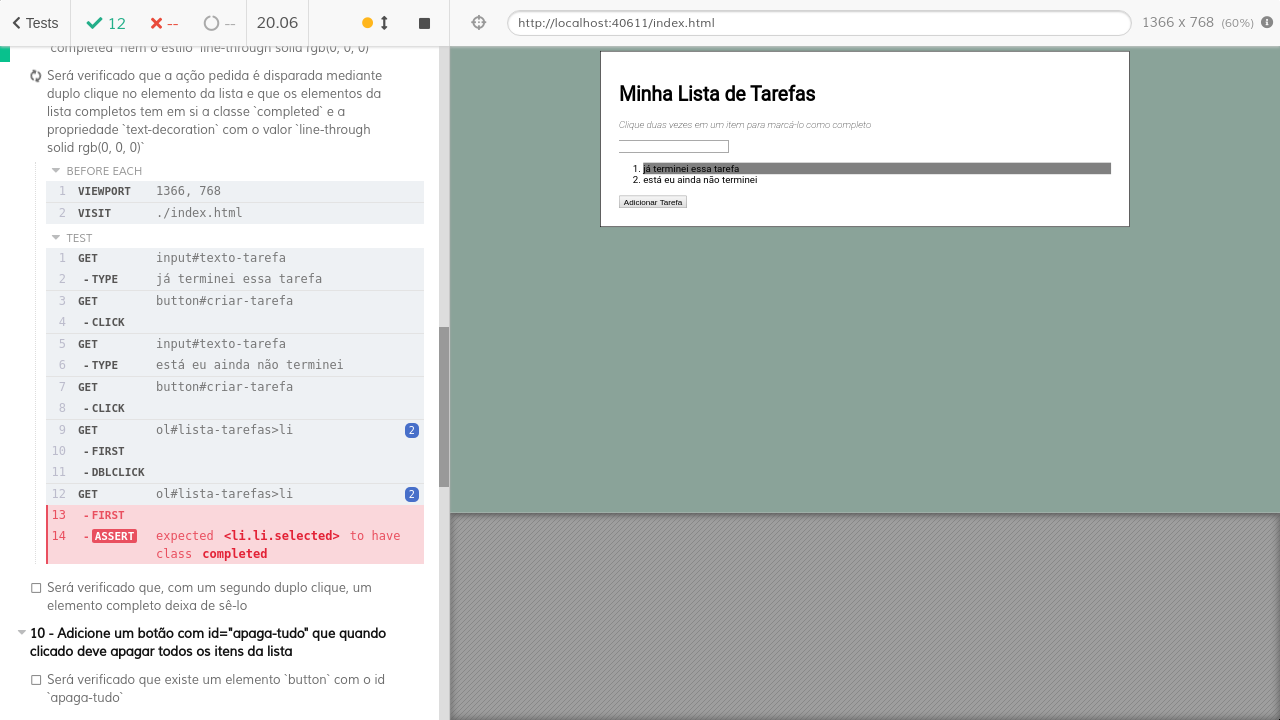 Tests
12
--
--
20.06
http://localhost:40611/index.html
1366 x 768 (60%)
`completed` nem o estilo `line-through solid rgb(0, 0, 0)`
Será verificado que a ação pedida é disparada mediante
duplo clique no elemento da lista e que os elementos da
lista completos tem em si a classe `completed` e a
propriedade `text-decoration` com o valor `line-through
solid rgb(0, 0, 0)`
BEFORE EACH
1 VIEWPORT 1366, 768
2 VISIT ./index.html
TEST
1 GET input#texto-tarefa
2 -TYPE já terminei essa tarefa
3 GET button#criar-tarefa
4 -CLICK
5 GET input#texto-tarefa
6 -TYPE está eu ainda não terminei
7 GET button#criar-tarefa
8 -CLICK
9 GET ol#lista-tarefas>li 2
10 -FIRST
11 -DBLCLICK
12 GET ol#lista-tarefas>li 2
13 -FIRST
14 -ASSERT expected <li.li.selected> to have
class completed
Será verificado que, com um segundo duplo clique, um
elemento completo deixa de sê-lo
10 - Adicione um botão com id="apaga-tudo" que quando
clicado deve apagar todos os itens da lista
Será verificado que existe um elemento `button` com o id
`apaga-tudo`
Minha Lista de Tarefas
Clique duas vezes em um item para marcá-lo como completo
1. já terminei essa tarefa
2. está eu ainda não terminei
Adicionar Tarefa